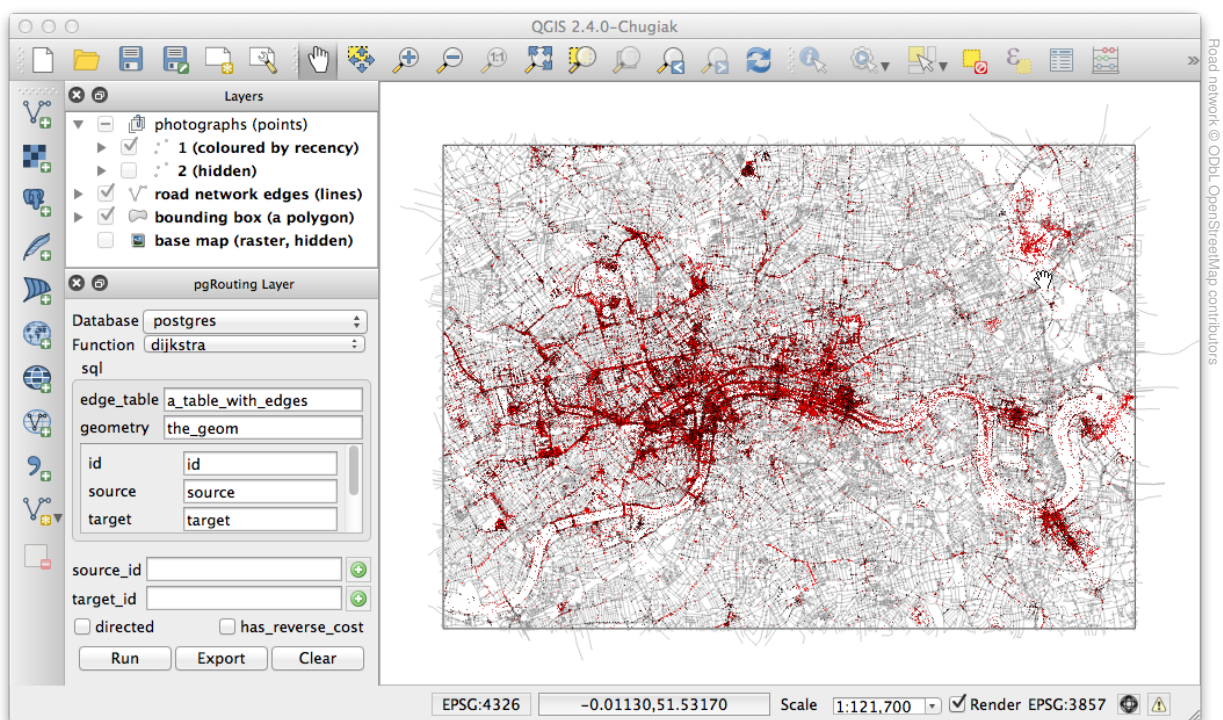 QGIS 2.4.0-Chugiak
1:1
ε
»
Layers
photographs (points)
1 (coloured by recency)
2 (hidden)
road network edges (lines)
bounding box (a polygon)
base map (raster, hidden)
pgRouting Layer
Database postgres
Function dijkstra
sql
edge_table a_table_with_edges
geometry the_geom
id id
source source
target target
source_id
target_id
directed has_reverse_cost
Run Export Clear
EPSG:4326 -0.01130,51.53170 Scale 1:121,700 Render EPSG:3857
Road network © ODbL OpenStreetMap contributors